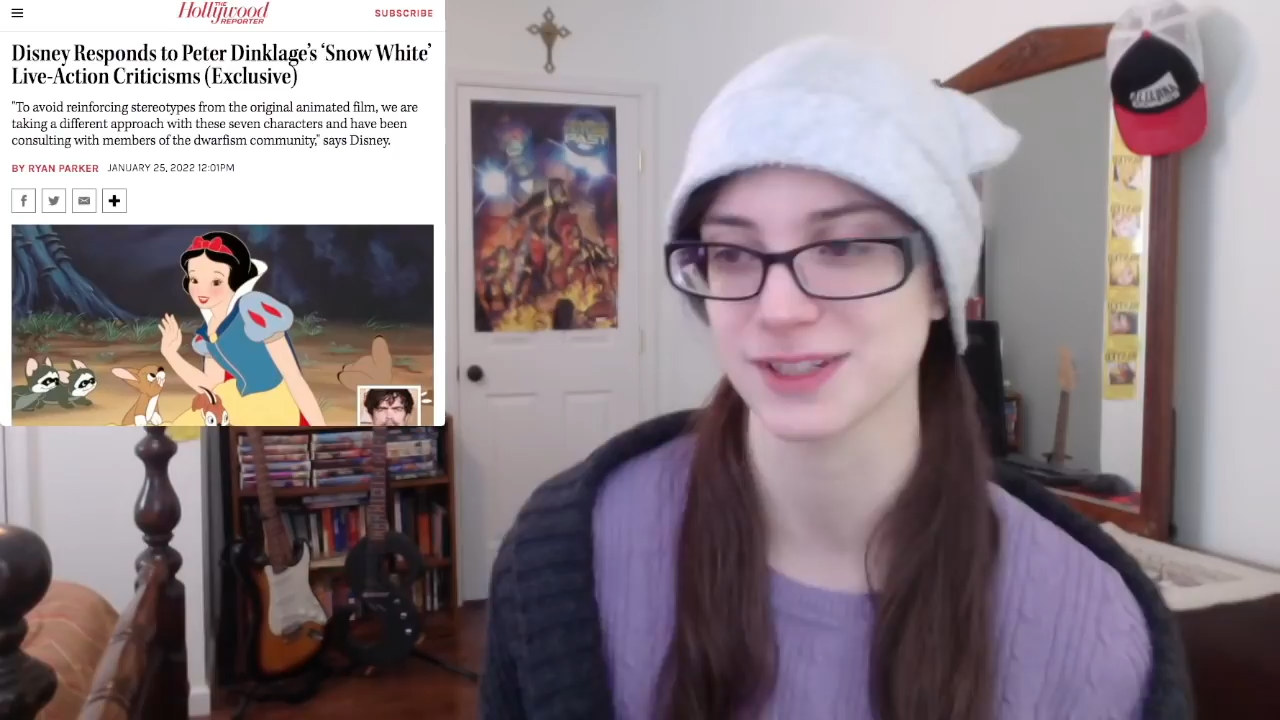 THE
Hollywood
REPORTER
SUBSCRIBE
Disney Responds to Peter Dinklage's 'Snow White'
Live-Action Criticisms (Exclusive)
"To avoid reinforcing stereotypes from the original animated film, we are
taking a different approach with these seven characters and have been
consulting with members of the dwarfism community," says Disney.
BY RYAN PARKER JANUARY 25, 2022 12:01PM
PAST